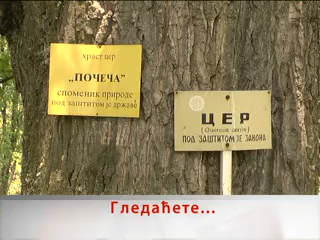 храст цер
„ПОЧЕЧА”
споменик природе
под заштитом је државе
ЦЕР
(Quercus cerris)
ПОД ЗАШТИТОМ ЈЕ ЗАКОНА
Гледаћете...